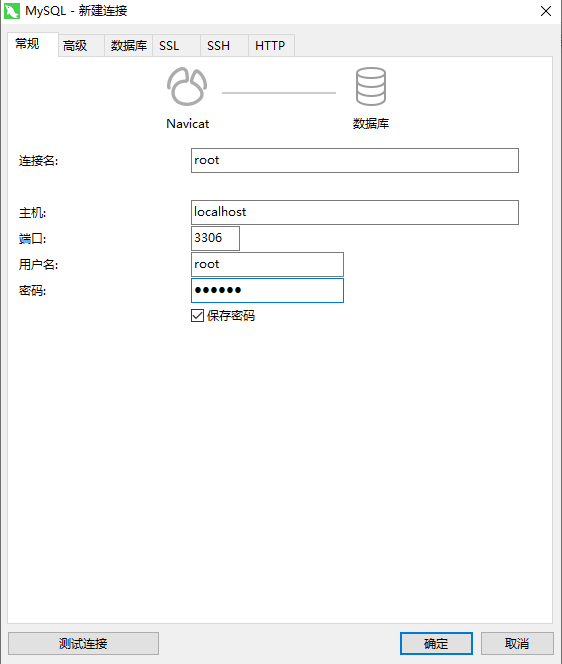 MySQL - 新建连接
常规 高级 数据库 SSL SSH HTTP
Navicat 数据库
连接名: root
主机: localhost
端口: 3306
用户名: root
密码: ●●●●●●
保存密码
测试连接 确定 取消